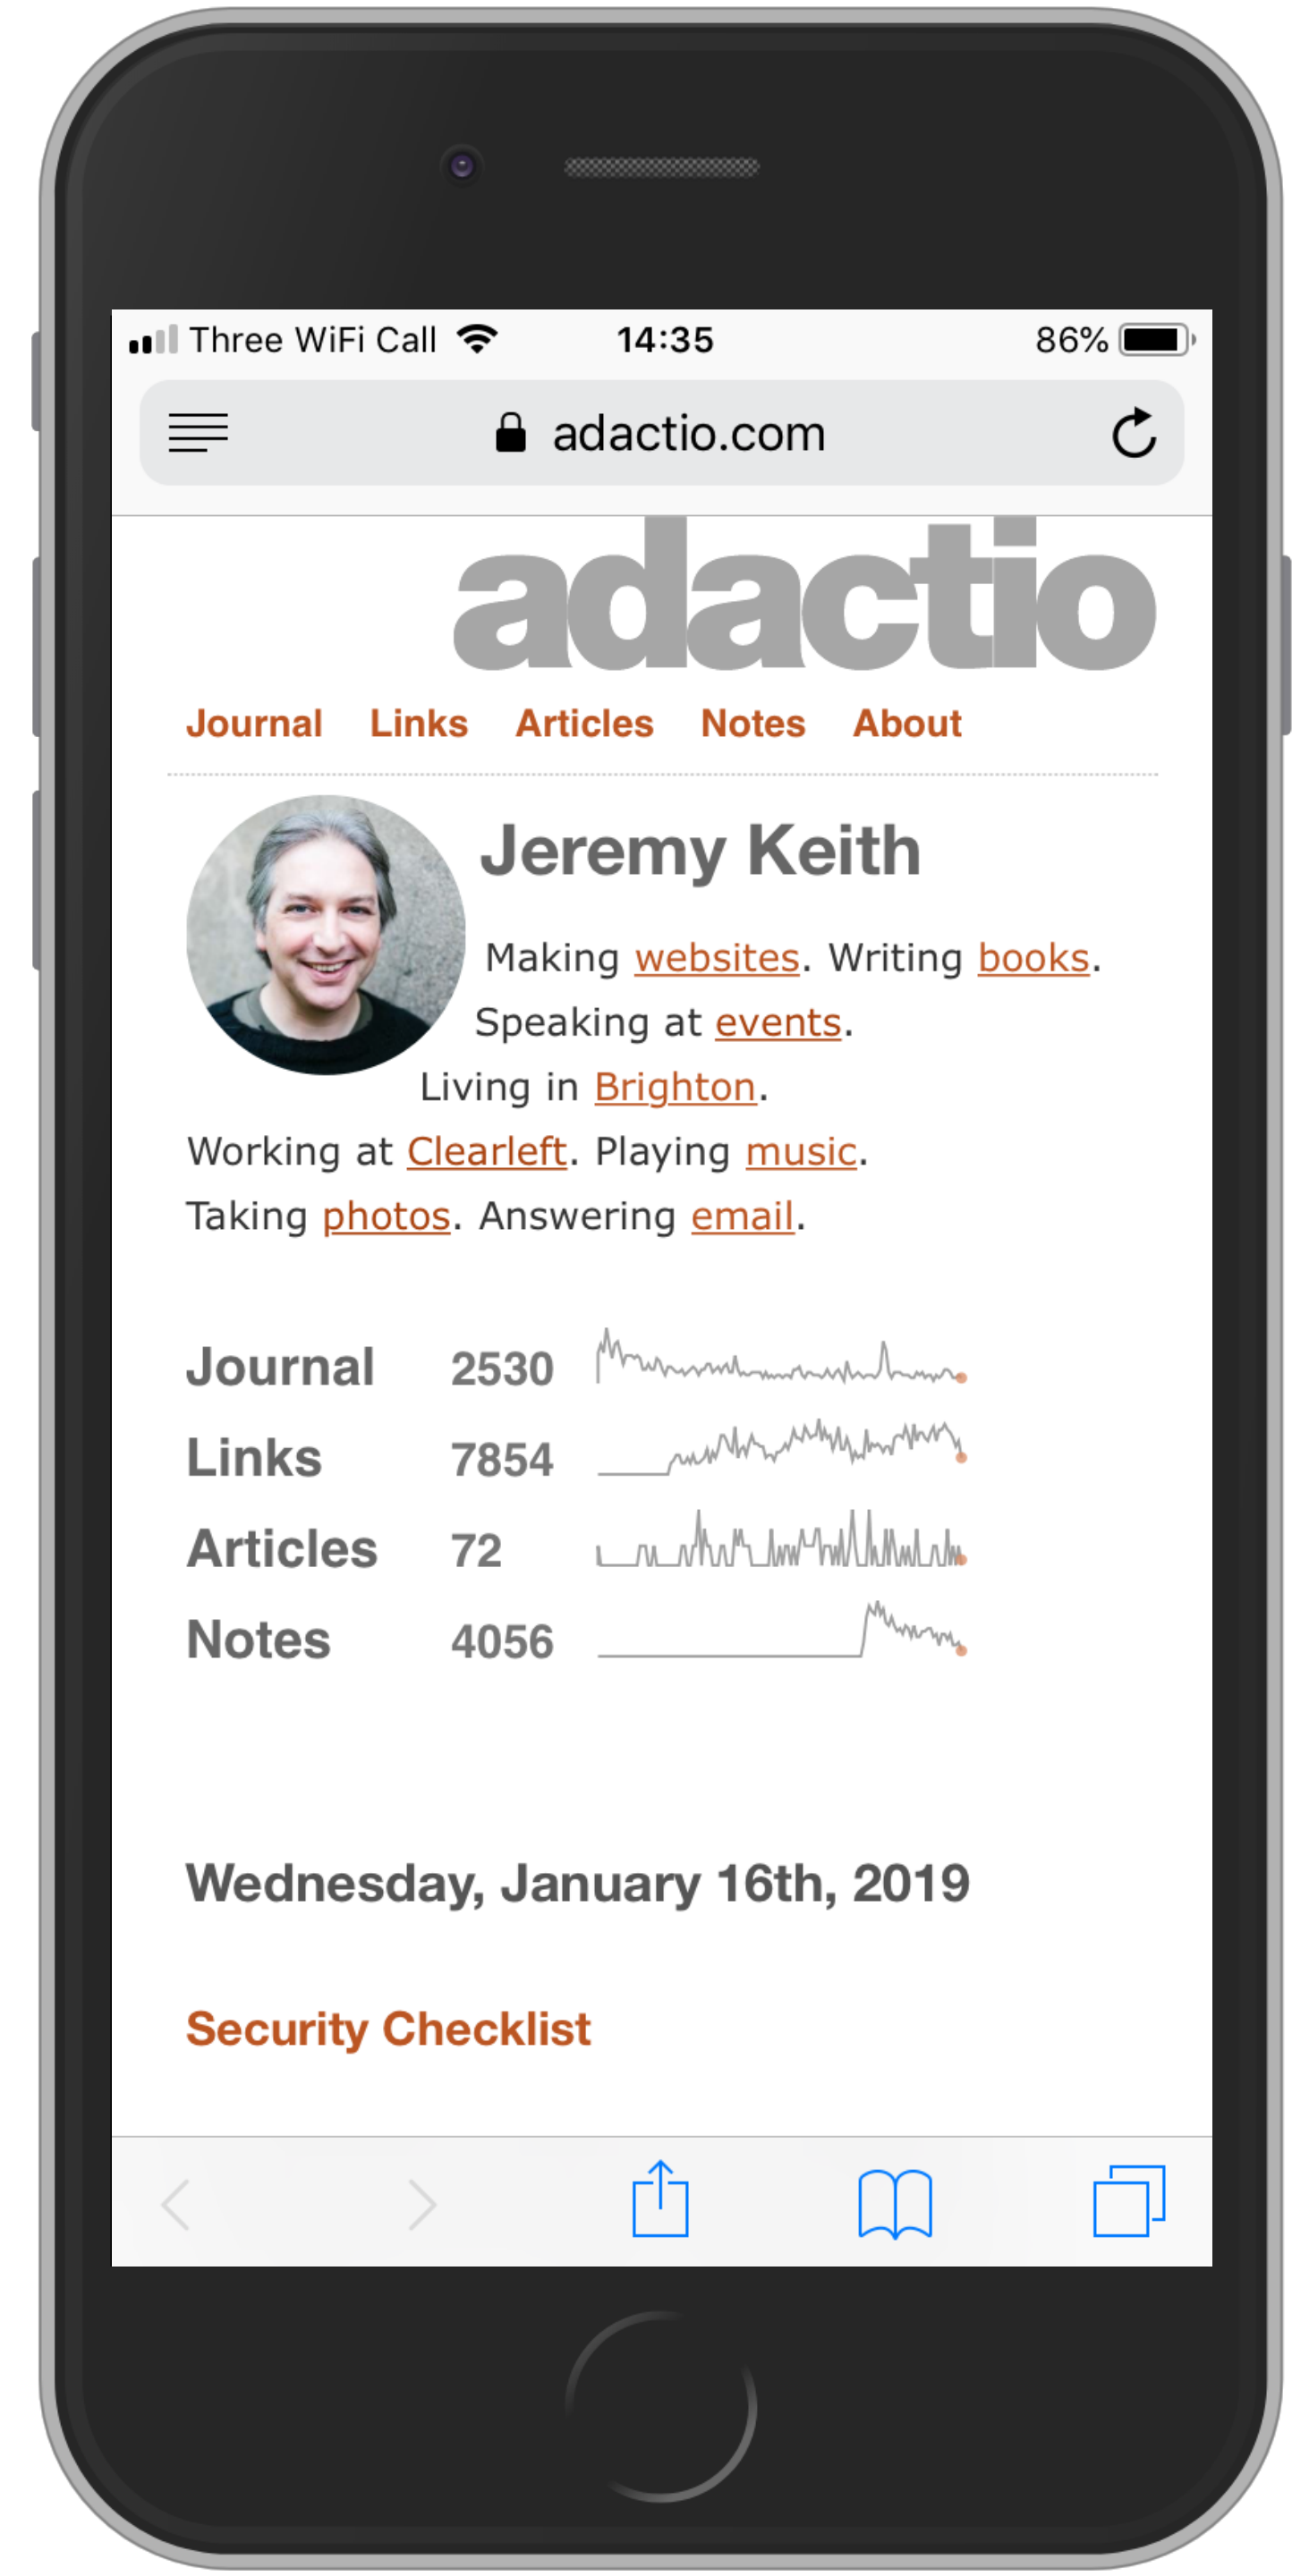 Three WiFi Call 14:35 86%
adactio.com
adactio
Journal Links Articles Notes About
Jeremy Keith
Making websites. Writing books.
Speaking at events.
Living in Brighton.
Working at Clearleft. Playing music.
Taking photos. Answering email.
Journal 2530
Links 7854
Articles 72
Notes 4056
Wednesday, January 16th, 2019
Security Checklist